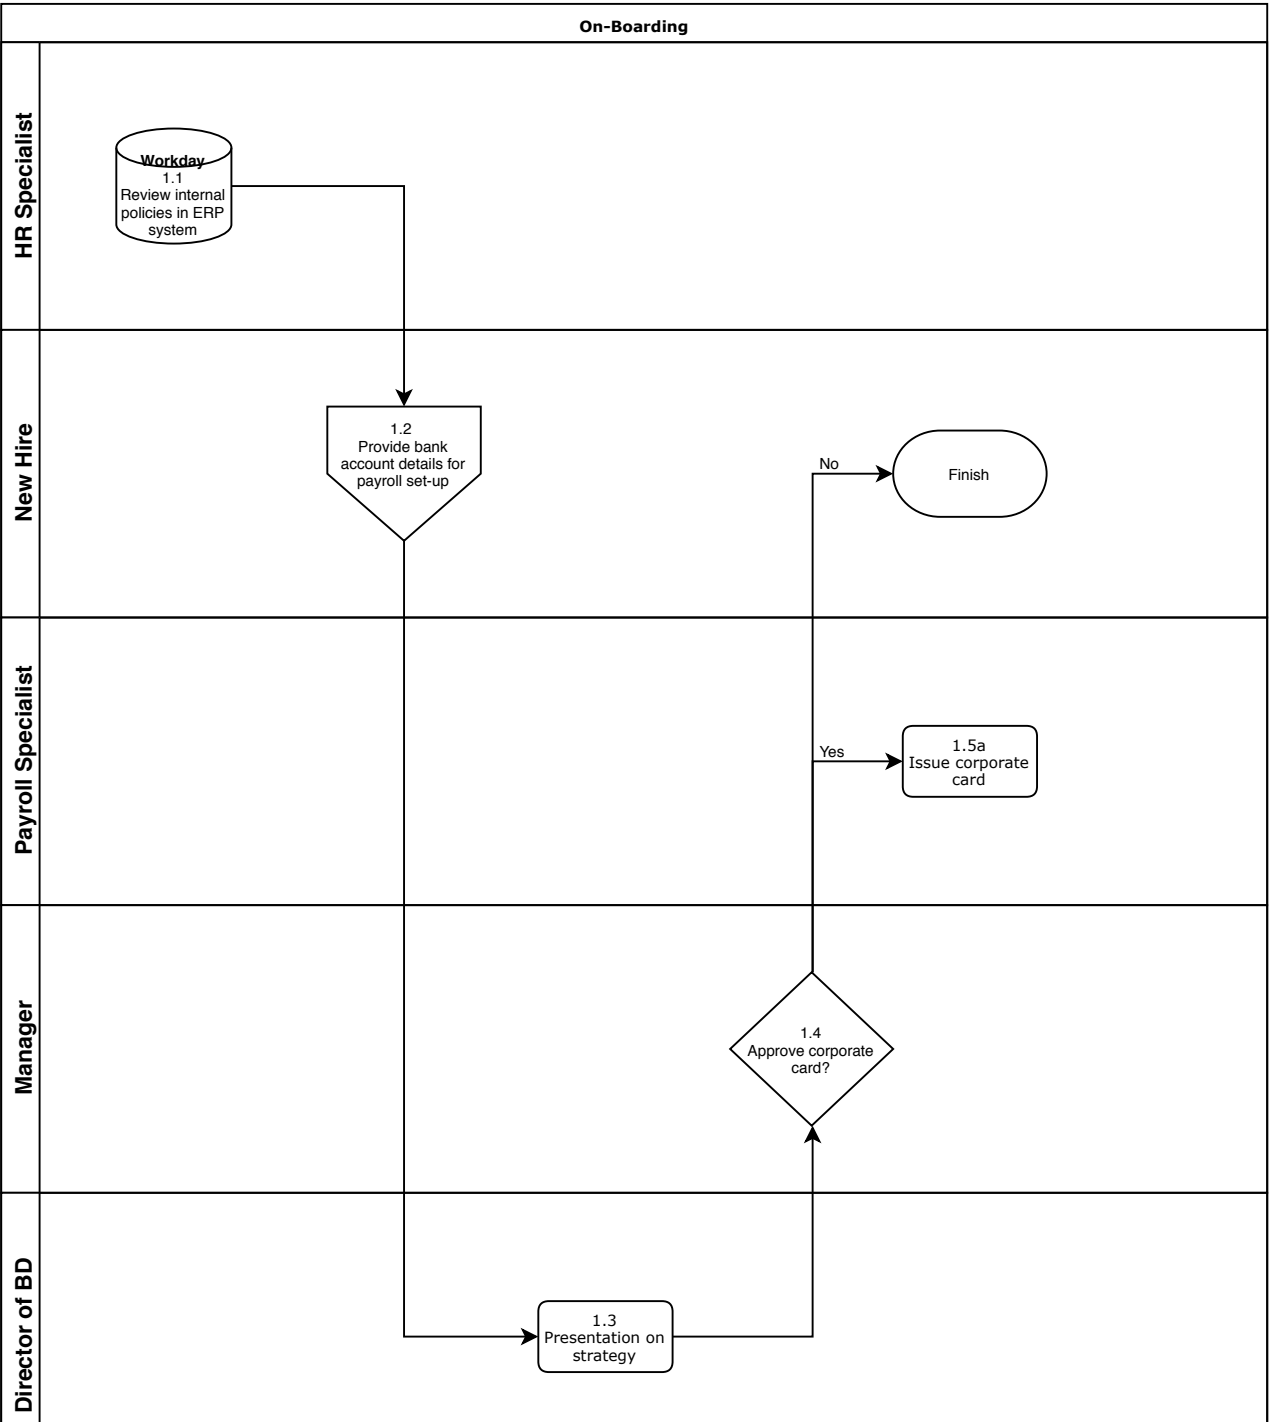 On-Boarding
HR Specialist
Workday
1.1
Review internal
policies in ERP
system
New Hire
1.2
Provide bank
account details for
payroll set-up
No
Finish
Payroll Specialist
Yes
1.5a
Issue corporate
card
Manager
1.4
Approve corporate
card?
Director of BD
1.3
Presentation on
strategy